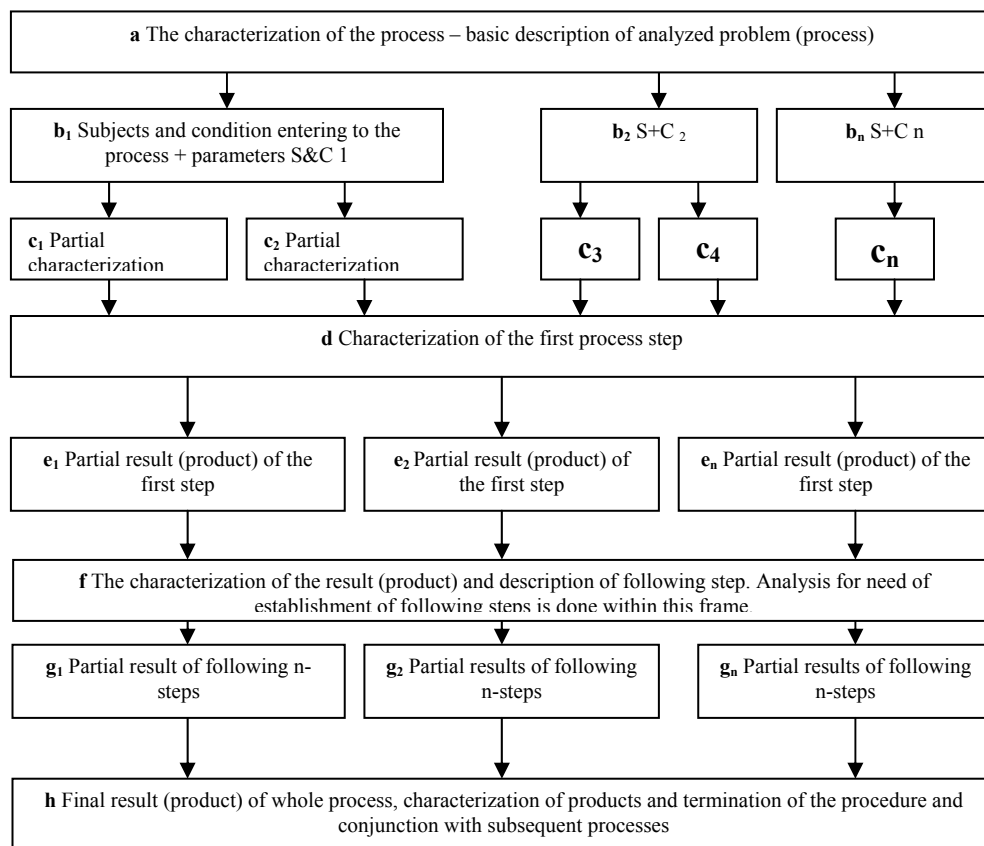 a The characterization of the process – basic description of analyzed problem (process)
b1 Subjects and condition entering to the
process + parameters S&C 1
b2 S+C 2
bn S+C n
c1 Partial
characterization
c2 Partial
characterization
c3
c4
cn
d Characterization of the first process step
e1 Partial result (product) of the
first step
e2 Partial result (product) of
the first step
en Partial result (product) of the
first step
f The characterization of the result (product) and description of following step. Analysis for need of
establishment of following steps is done within this frame.
g1 Partial result of following n-
steps
g2 Partial results of following
n-steps
gn Partial results of following
n-steps
h Final result (product) of whole process, characterization of products and termination of the procedure and
conjunction with subsequent processes